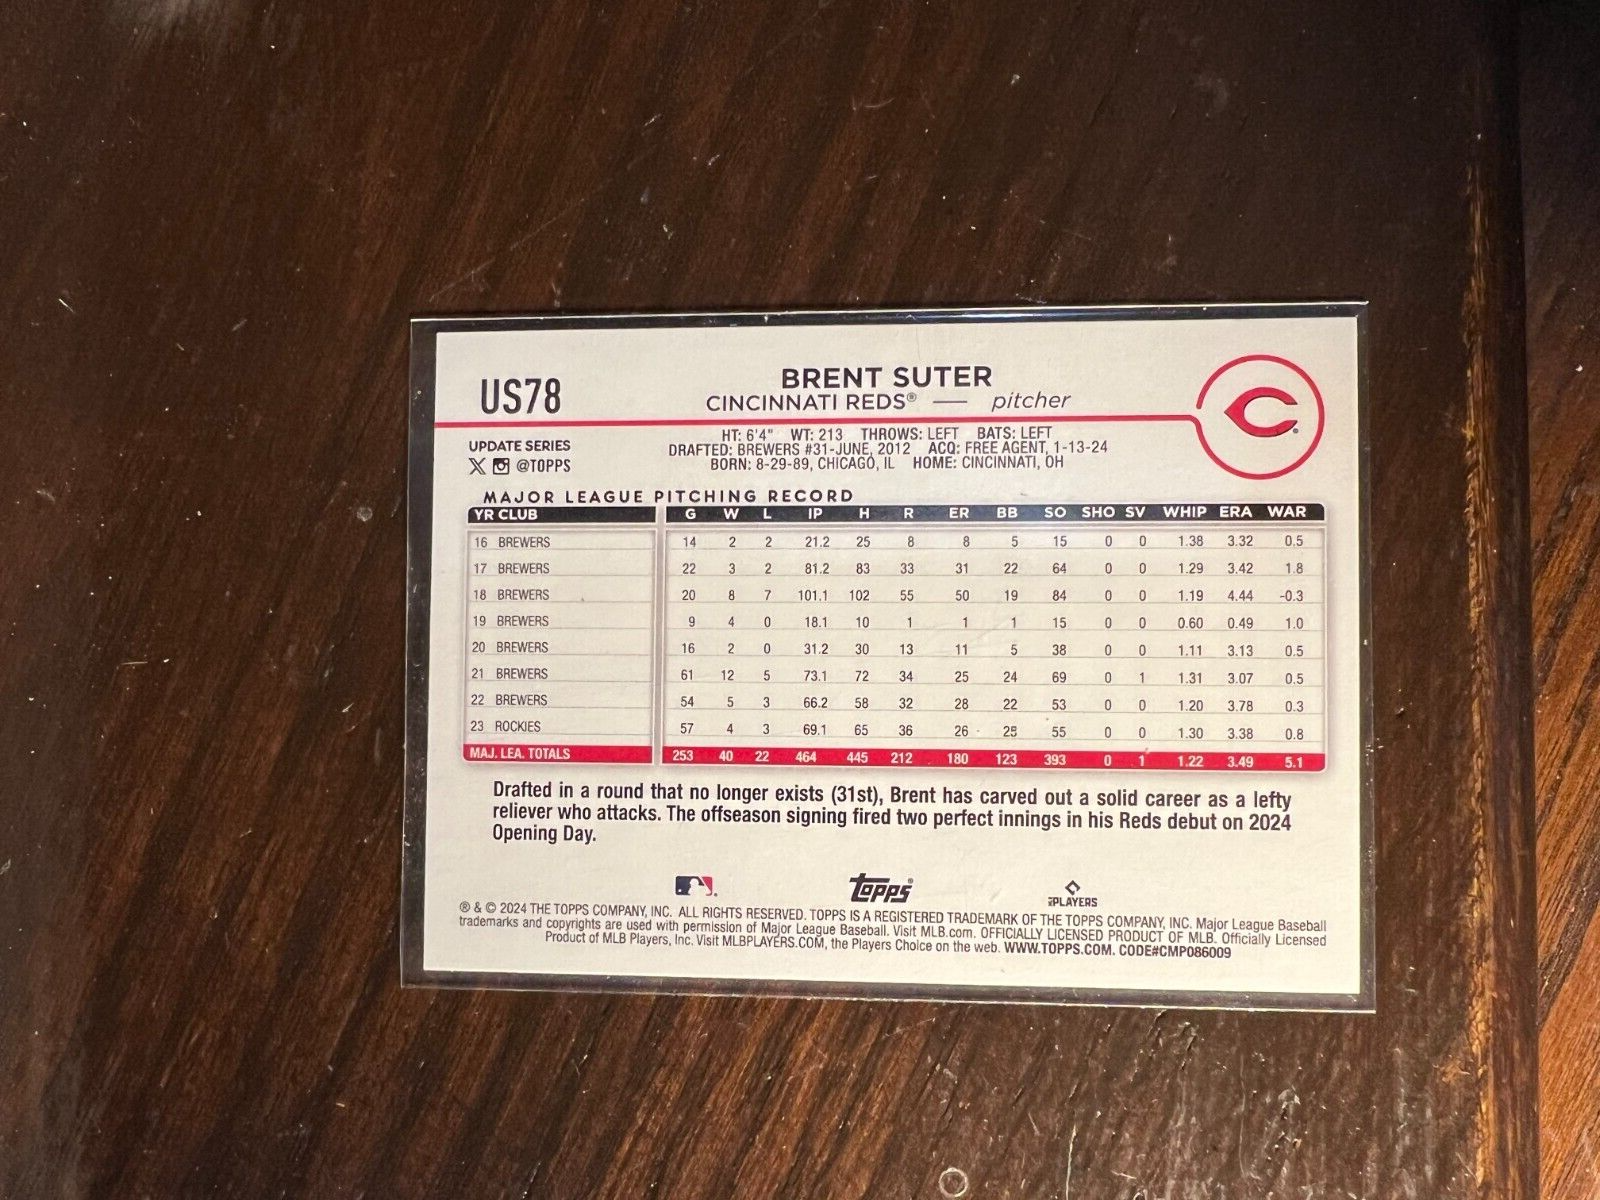 US78
BRENT SUTER
CINCINNATI REDS® — pitcher
UPDATE SERIES
@TOPPS
HT: 6'4" WT: 213 THROWS: LEFT BATS: LEFT
DRAFTED: BREWERS #31-JUNE, 2012 ACQ: FREE AGENT, 1-13-24
BORN: 8-29-89, CHICAGO, IL HOME: CINCINNATI, OH
C
MAJOR LEAGUE PITCHING RECORD
YR CLUB G W L IP H R ER BB SO SHO SV WHIP ERA WAR
16 BREWERS 14 2 2 21.2 25 8 8 5 15 0 0 1.38 3.32 0.5
17 BREWERS 22 3 2 81.2 83 33 31 22 64 0 0 1.29 3.42 1.8
18 BREWERS 20 8 7 101.1 102 55 50 19 84 0 0 1.19 4.44 -0.3
19 BREWERS 9 4 0 18.1 10 1 1 1 15 0 0 0.60 0.49 1.0
20 BREWERS 16 2 0 31.2 30 13 11 5 38 0 0 1.11 3.13 0.5
21 BREWERS 61 12 5 73.1 72 34 25 24 69 0 1 1.31 3.07 0.5
22 BREWERS 54 5 3 66.2 58 32 28 22 53 0 0 1.20 3.78 0.3
23 ROCKIES 57 4 3 69.1 65 36 26 25 55 0 0 1.30 3.38 0.8
MAJ. LEA. TOTALS 253 40 22 464 445 212 180 123 393 0 1 1.22 3.49 5.1
Drafted in a round that no longer exists (31st), Brent has carved out a solid career as a lefty
reliever who attacks. The offseason signing fired two perfect innings in his Reds debut on 2024
Opening Day.
Topps®
PLAYERS
® & © 2024 THE TOPPS COMPANY, INC. ALL RIGHTS RESERVED. TOPPS IS A REGISTERED TRADEMARK OF THE TOPPS COMPANY, INC. Major League Baseball
trademarks and copyrights are used with permission of Major League Baseball. Visit MLB.com. OFFICIALLY LICENSED PRODUCT OF MLB. Officially Licensed
Product of MLB Players, Inc. Visit MLBPLAYERS.COM, the Players Choice on the web. WWW.TOPPS.COM. CODE#CMP086009